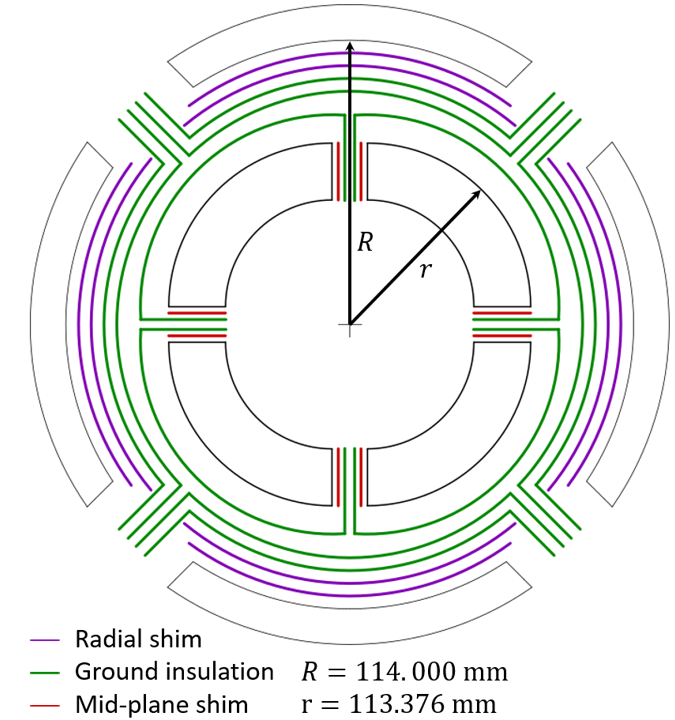 R
r
Radial shim
Ground insulation R = 114.000 mm
Mid-plane shim r = 113.376 mm